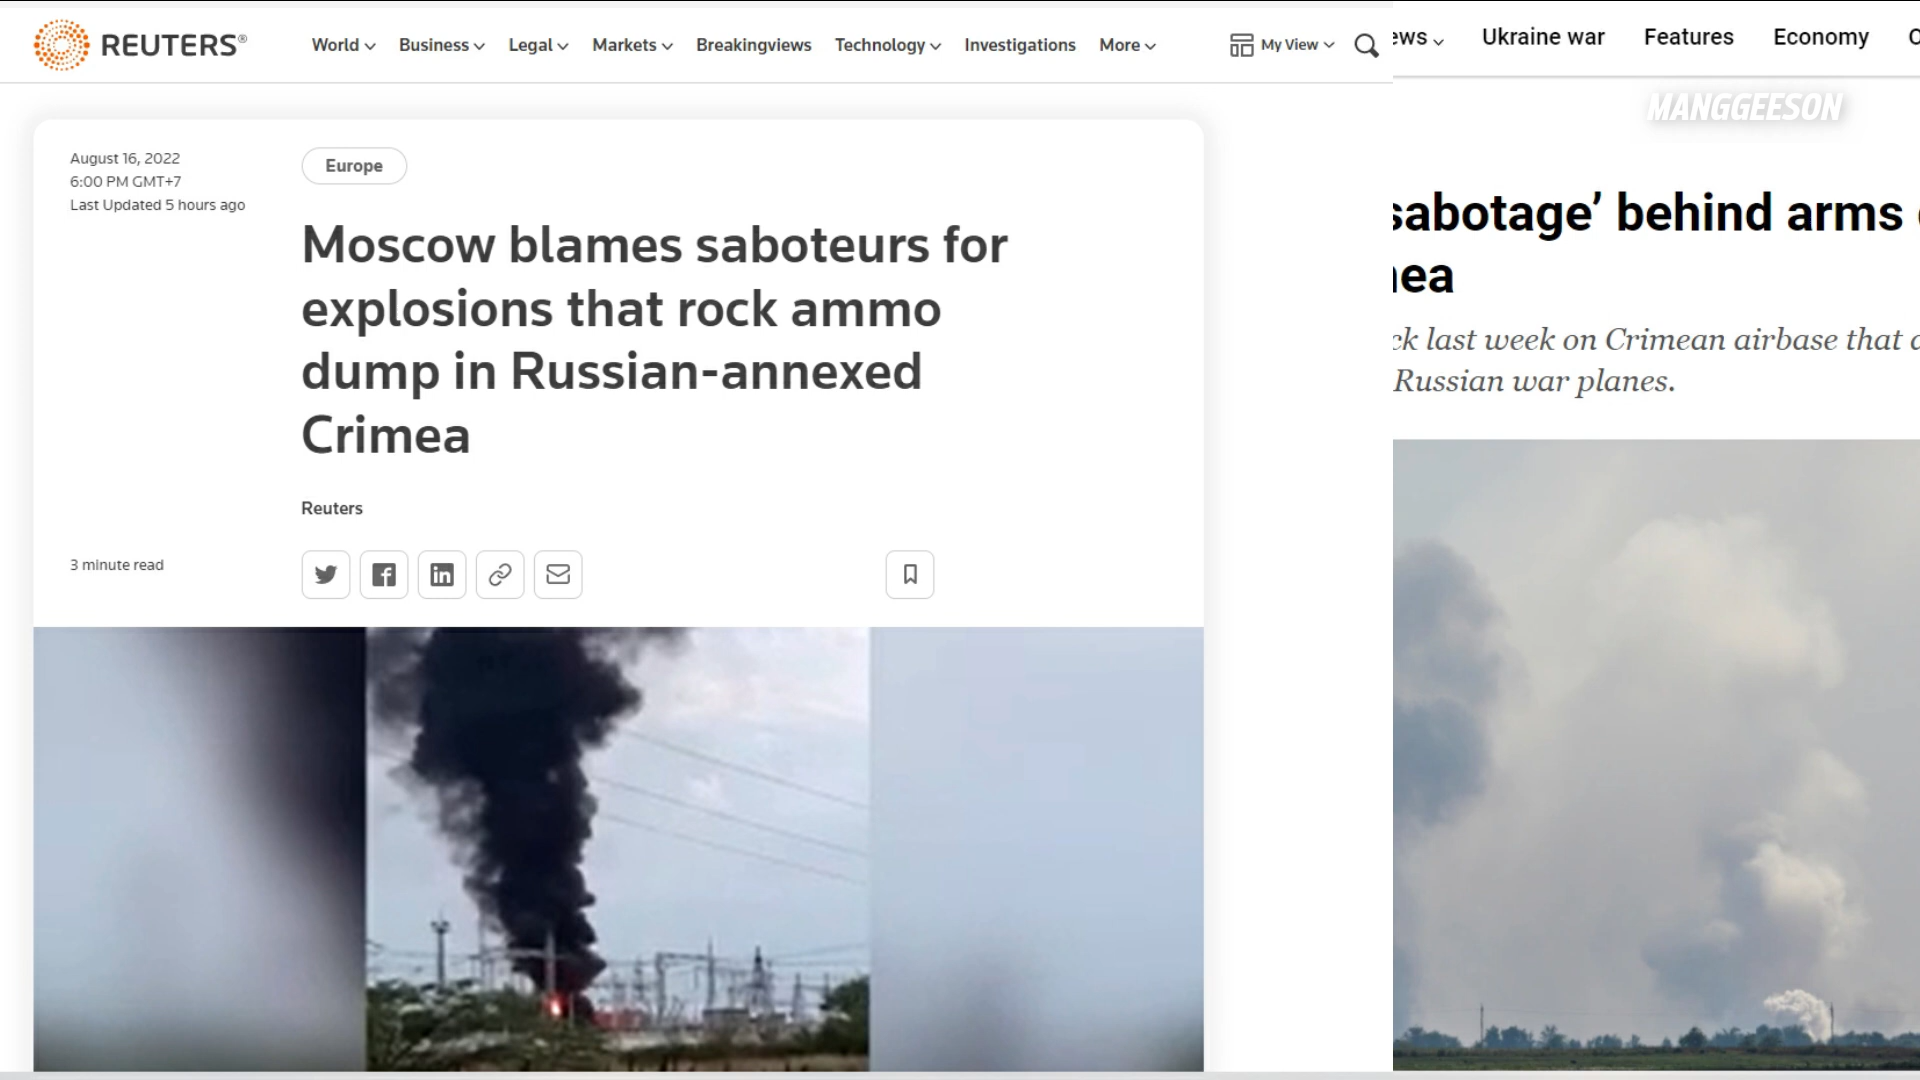 REUTERS®
World Business Legal Markets Breakingviews Technology Investigations More
My View
August 16, 2022
6:00 PM GMT+7
Last Updated 5 hours ago
Europe
Moscow blames saboteurs for
explosions that rock ammo
dump in Russian-annexed
Crimea
Reuters
3 minute read
ews Ukraine war Features Economy
MANGGEESON
sabotage’ behind arms
ea
ck last week on Crimean airbase that
Russian war planes.